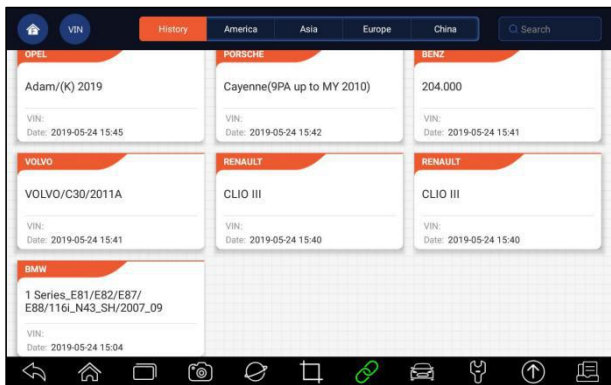 VIN
History
America
Asia
Europe
China
Search
OPEL
Adam/(K) 2019
VIN:
Date: 2019-05-24 15:45
PORSCHE
Cayenne(9PA up to MY 2010)
VIN:
Date: 2019-05-24 15:42
BENZ
204.000
VIN:
Date: 2019-05-24 15:41
VOLVO
VOLVO/C30/2011A
VIN:
Date: 2019-05-24 15:41
RENAULT
CLIO III
VIN:
Date: 2019-05-24 15:40
RENAULT
CLIO III
VIN:
Date: 2019-05-24 15:40
BMW
1 Series_E81/E82/E87/
E88/116i_N43_SH/2007_09
VIN:
Date: 2019-05-24 15:04